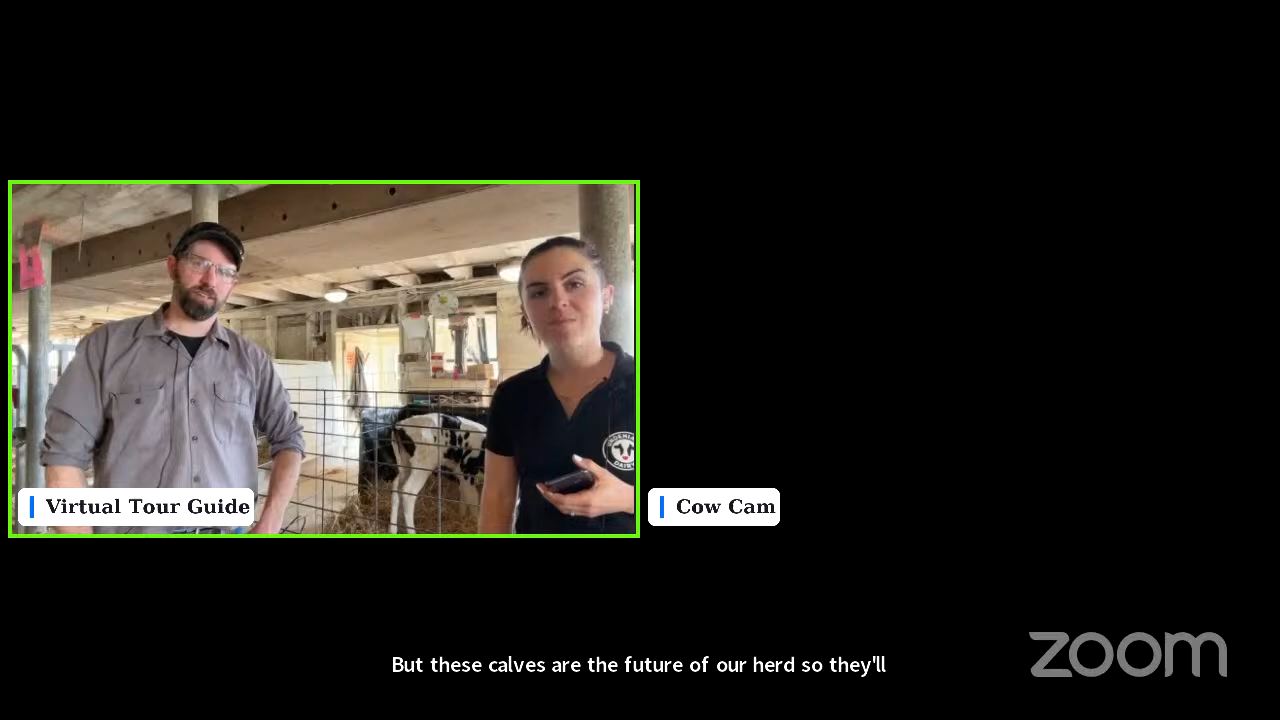 Virtual Tour Guide
Cow Cam
But these calves are the future of our herd so they'll
zoom